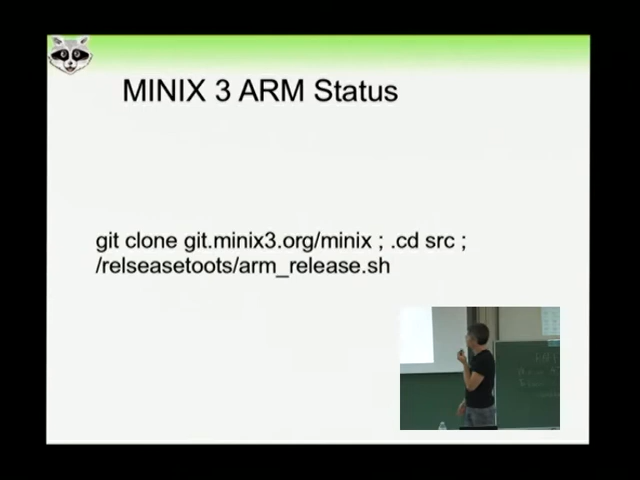 MINIX 3 ARM Status
git clone git.minix3.org/minix ; .cd src ;
/relseasetoots/arm_release.sh